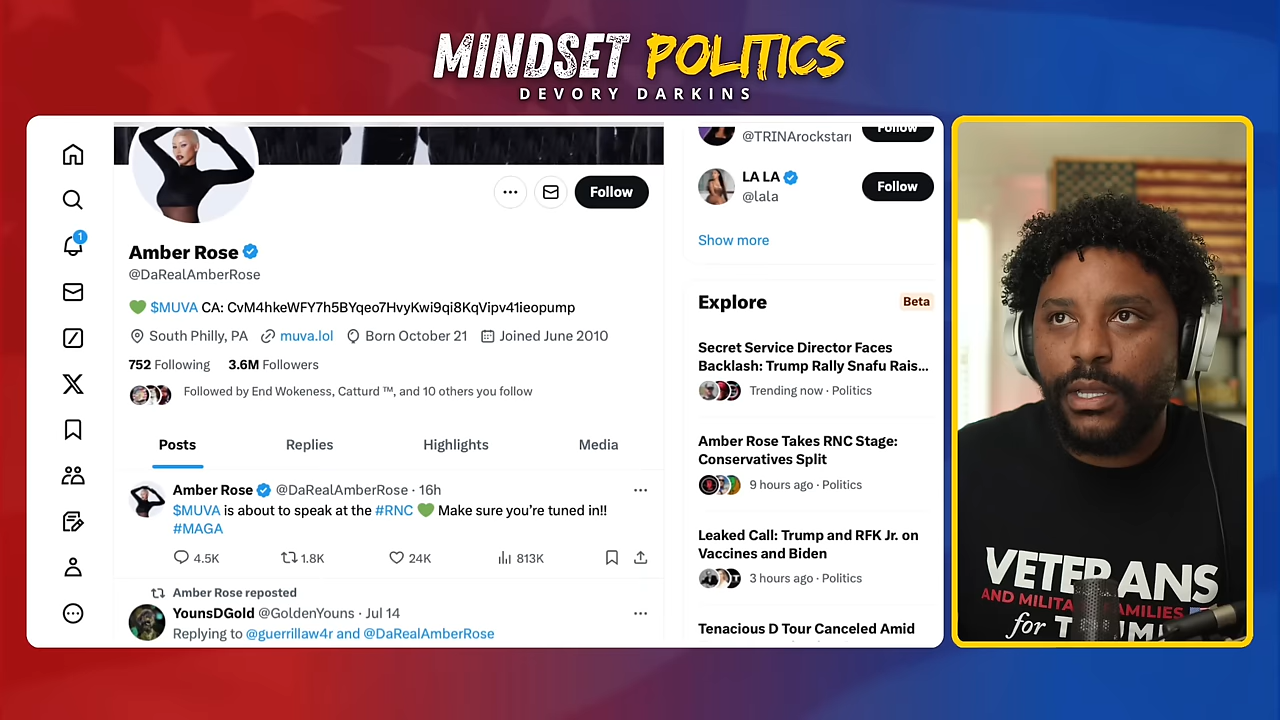 MINDSET POLITICS
DEVORY DARKINS
1
Follow
Amber Rose
@DaRealAmberRose
💚 $MUVA CA: CvM4hkeWFY7h5BYqeo7HvyKwi9qi8KqVipv41ieopump
South Philly, PA muva.lol Born October 21 Joined June 2010
752 Following 3.6M Followers
Followed by End Wokeness, Catturd ™, and 10 others you follow
Posts Replies Highlights Media
Amber Rose @DaRealAmberRose · 16h
$MUVA is about to speak at the #RNC 💚 Make sure you're tuned in!!
#MAGA
4.5K 1.8K 24K 813K
Amber Rose reposted
YounsDGold @GoldenYouns · Jul 14
Replying to @guerrillaw4r and @DaRealAmberRose
@TRINArockstarr
Follow
LA LA
@lala
Follow
Show more
Explore Beta
Secret Service Director Faces
Backlash: Trump Rally Snafu Rais...
Trending now · Politics
Amber Rose Takes RNC Stage:
Conservatives Split
9 hours ago · Politics
Leaked Call: Trump and RFK Jr. on
Vaccines and Biden
3 hours ago · Politics
Tenacious D Tour Canceled Amid
VETERANS
AND MILITARY FAMILIES
for TRUMP